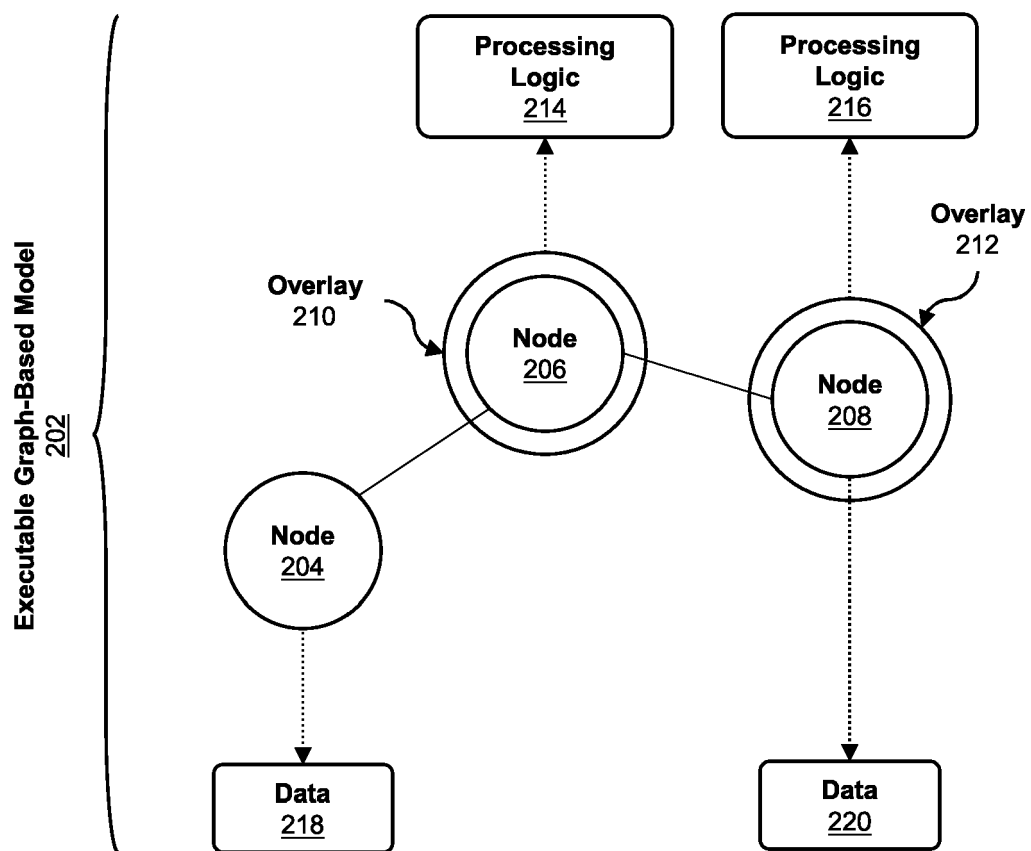 Executable Graph-Based Model
202
Processing
Logic
214
Processing
Logic
216
Overlay
210
Node
206
Overlay
212
Node
208
Node
204
Data
218
Data
220